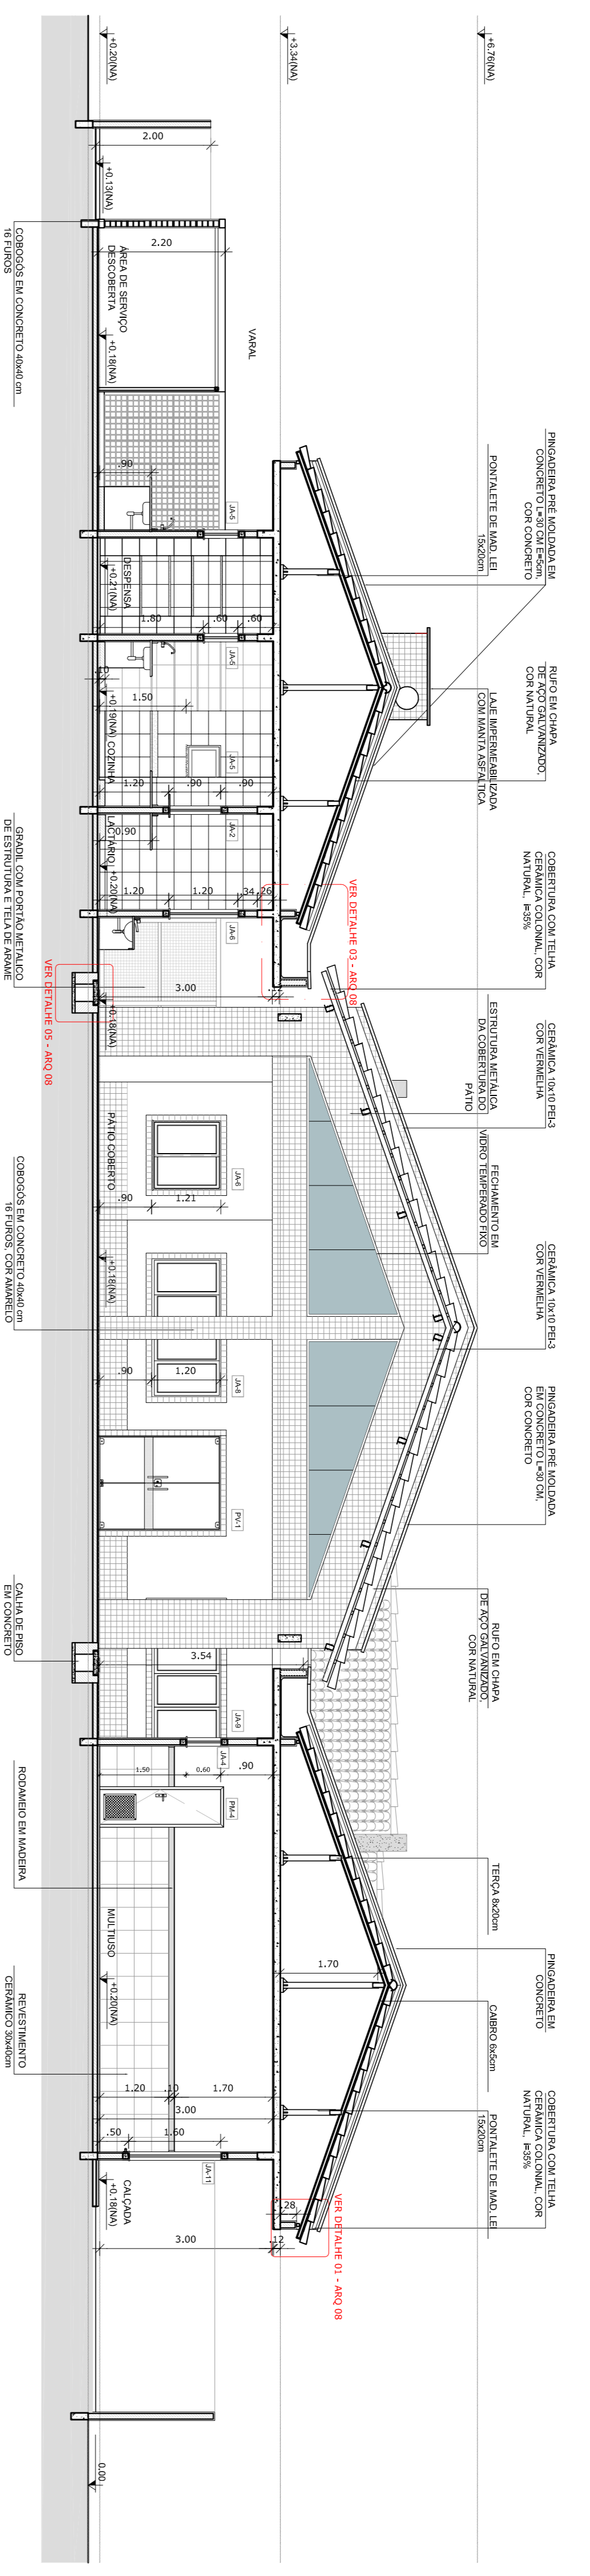 +6.76(NA)
+3.34(NA)
+0.20(NA)
2.00
+0.13(NA)
COBOGÓS EM CONCRETO 40x40 cm
16 FUROS
2.20
ÁREA DE SERVIÇO
DESCOBERTA
+0.18(NA)
VARAL
.90
JA-5
PINGADEIRA PRÉ MOLDADA EM
CONCRETO L=30 CM E=5cm,
COR CONCRETO
PONTALETE DE MAD. LEI
15x20cm
DESPENSA
+0.21(NA)
1.80
.60
.60
JA-5
RUFO EM CHAPA
DE AÇO GALVANIZADO,
COR NATURAL
LAJE IMPERMEABILIZADA
COM MANTA ASFALTICA
.10
1.50
+0.19(NA)
COZINHA
JA-5
1.20
.90
.90
LACTÁRIO
+0.20(NA)
0.90
JA-2
1.20
1.20
.34
.26
JA-6
GRADIL COM PORTÃO METALICO
DE ESTRUTURA E TELA DE ARAME
COBERTURA COM TELHA
CERÂMICA COLONIAL, COR
NATURAL, i=35%
VER DETALHE 03 - ARQ 08
VER DETALHE 05 - ARQ 08
3.00
+0.18(NA)
ESTRUTURA METÁLICA
DA COBERTURA DO
PÁTIO
CERÂMICA 10x10 PEI-3
COR VERMELHA
FECHAMENTO EM
VIDRO TEMPERADO FIXO
PÁTIO COBERTO
.90
1.21
JA-6
+0.18(NA)
COBOGÓS EM CONCRETO 40x40 cm
16 FUROS, COR AMARELO
CERÂMICA 10x10 PEI-3
COR VERMELHA
.90
1.20
JA-8
PINGADEIRA PRÉ MOLDADA
EM CONCRETO L=30 CM,
COR CONCRETO
PV-1
RUFO EM CHAPA
DE AÇO GALVANIZADO,
COR NATURAL
CALHA DE PISO
EM CONCRETO
3.54
JA-9
JA-4
.90
1.50
0.60
PM-4
RODAMEIO EM MADEIRA
TERÇA 8x20cm
MULTIUSO
+0.20(NA)
1.70
PINGADEIRA EM
CONCRETO
CAIBRO 6x5cm
REVESTIMENTO
CERÂMICO 30x40cm
1.20
.10
1.70
3.00
.50
1.60
JA-11
PONTALETE DE MAD. LEI
15x20cm
COBERTURA COM TELHA
CERÂMICA COLONIAL, COR
NATURAL, i=35%
CALÇADA
+0.18(NA)
.28
VER DETALHE 01 - ARQ 08
3.00
.12
0.00